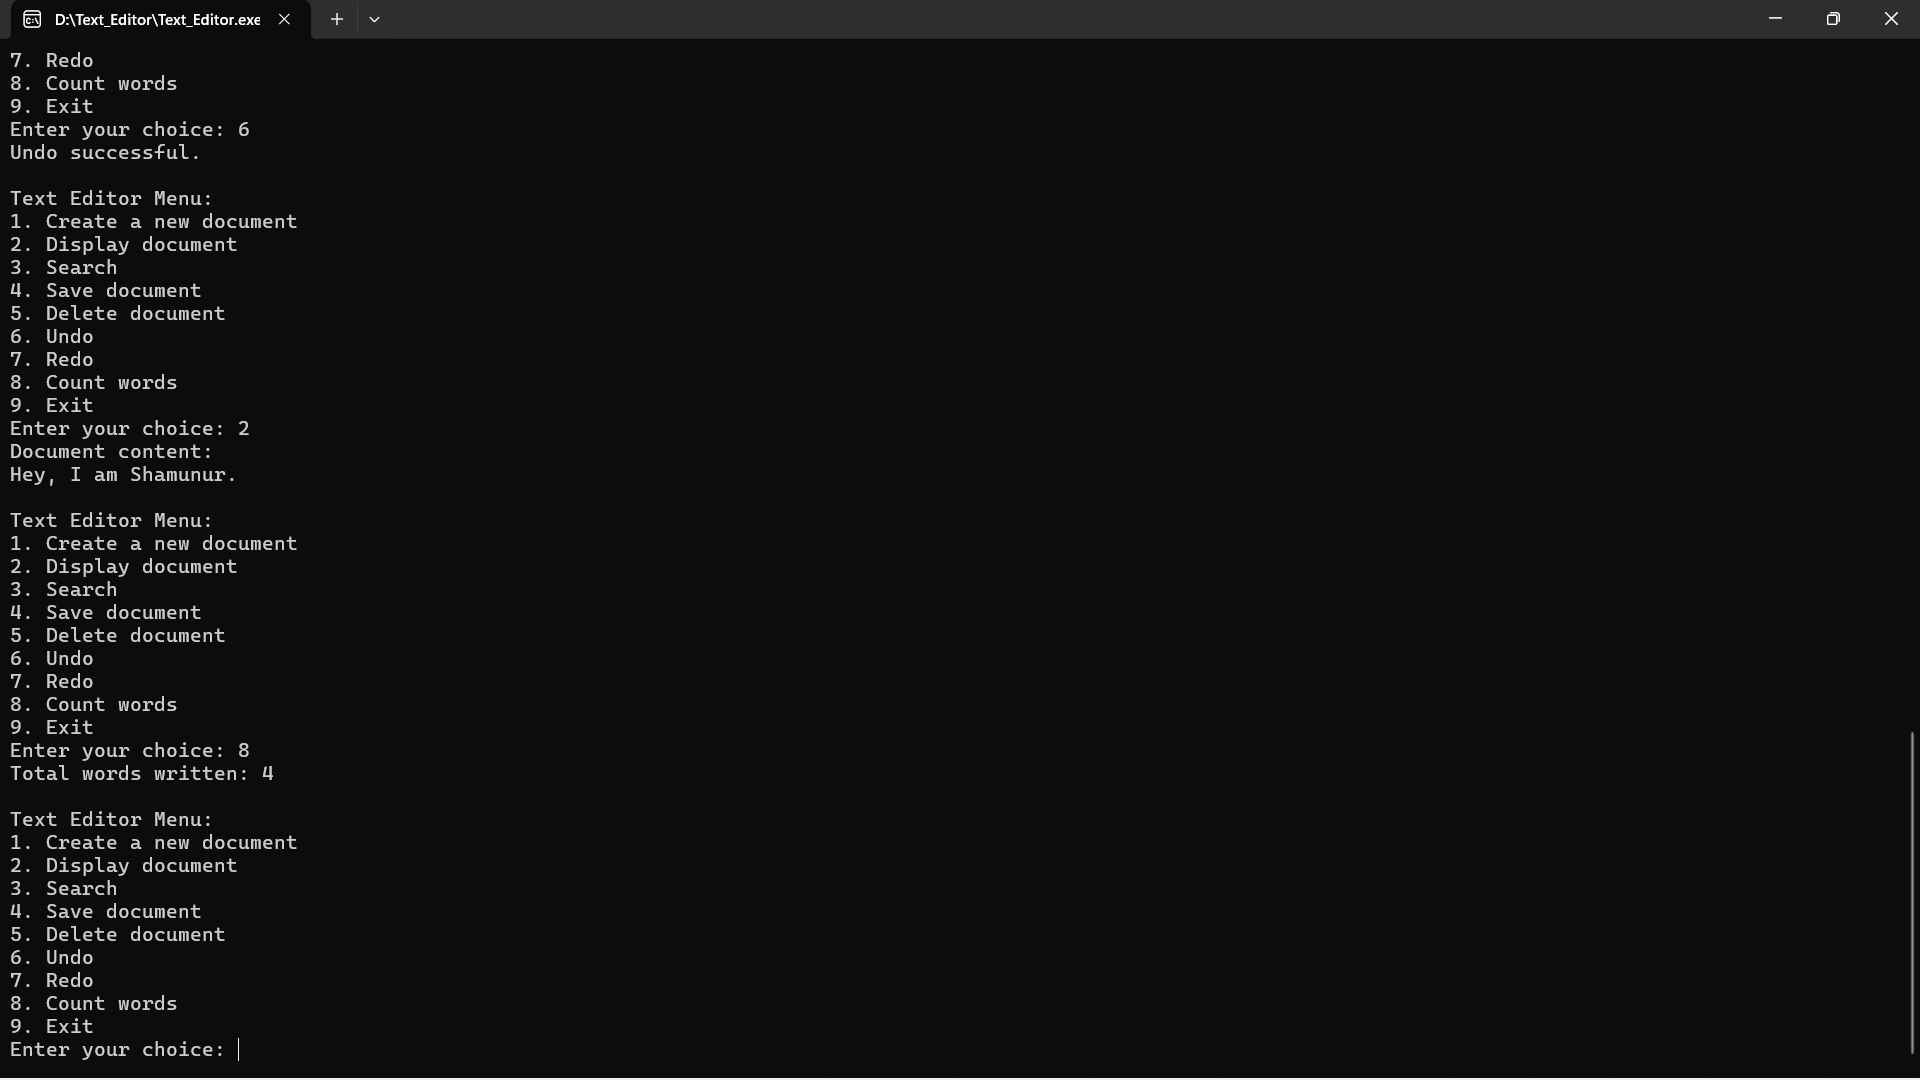 D:\Text_Editor\Text_Editor.exe
7. Redo
8. Count words
9. Exit
Enter your choice: 6
Undo successful.
Text Editor Menu:
1. Create a new document
2. Display document
3. Search
4. Save document
5. Delete document
6. Undo
7. Redo
8. Count words
9. Exit
Enter your choice: 2
Document content:
Hey, I am Shamunur.
Text Editor Menu:
1. Create a new document
2. Display document
3. Search
4. Save document
5. Delete document
6. Undo
7. Redo
8. Count words
9. Exit
Enter your choice: 8
Total words written: 4
Text Editor Menu:
1. Create a new document
2. Display document
3. Search
4. Save document
5. Delete document
6. Undo
7. Redo
8. Count words
9. Exit
Enter your choice: